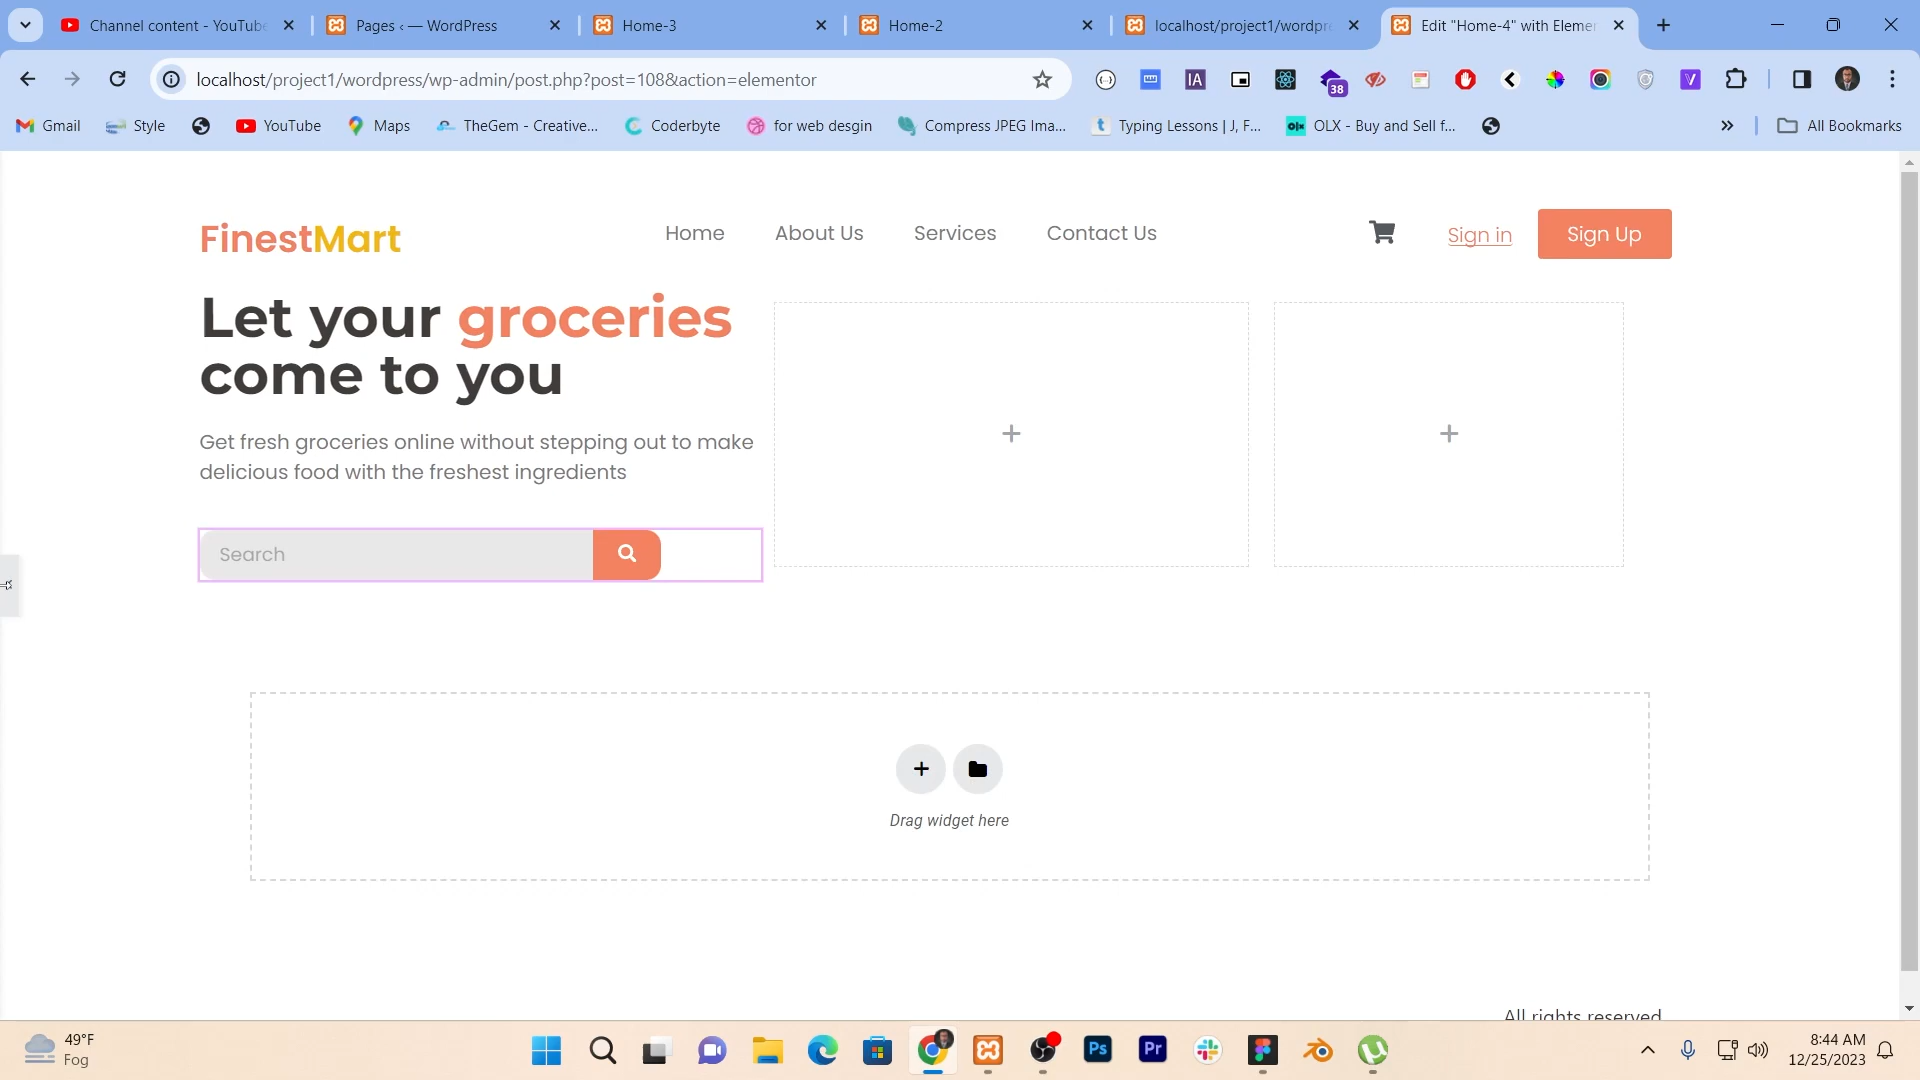 Channel content - YouTube
Pages ‹ — WordPress
Home-3
Home-2
localhost/project1/wordpre
Edit "Home-4" with Elemen
localhost/project1/wordpress/wp-admin/post.php?post=108&action=elementor
IA
38
V
Gmail
Style
YouTube
Maps
TheGem - Creative...
Coderbyte
for web desgin
Compress JPEG Ima...
Typing Lessons | J, F...
OLX - Buy and Sell f...
All Bookmarks
FinestMart
Home
About Us
Services
Contact Us
Sign in
Sign Up
Let your groceries
come to you
Get fresh groceries online without stepping out to make
delicious food with the freshest ingredients
Search
Drag widget here
All rights reserved
49°F
Fog
Ps
Pr
8:44 AM
12/25/2023